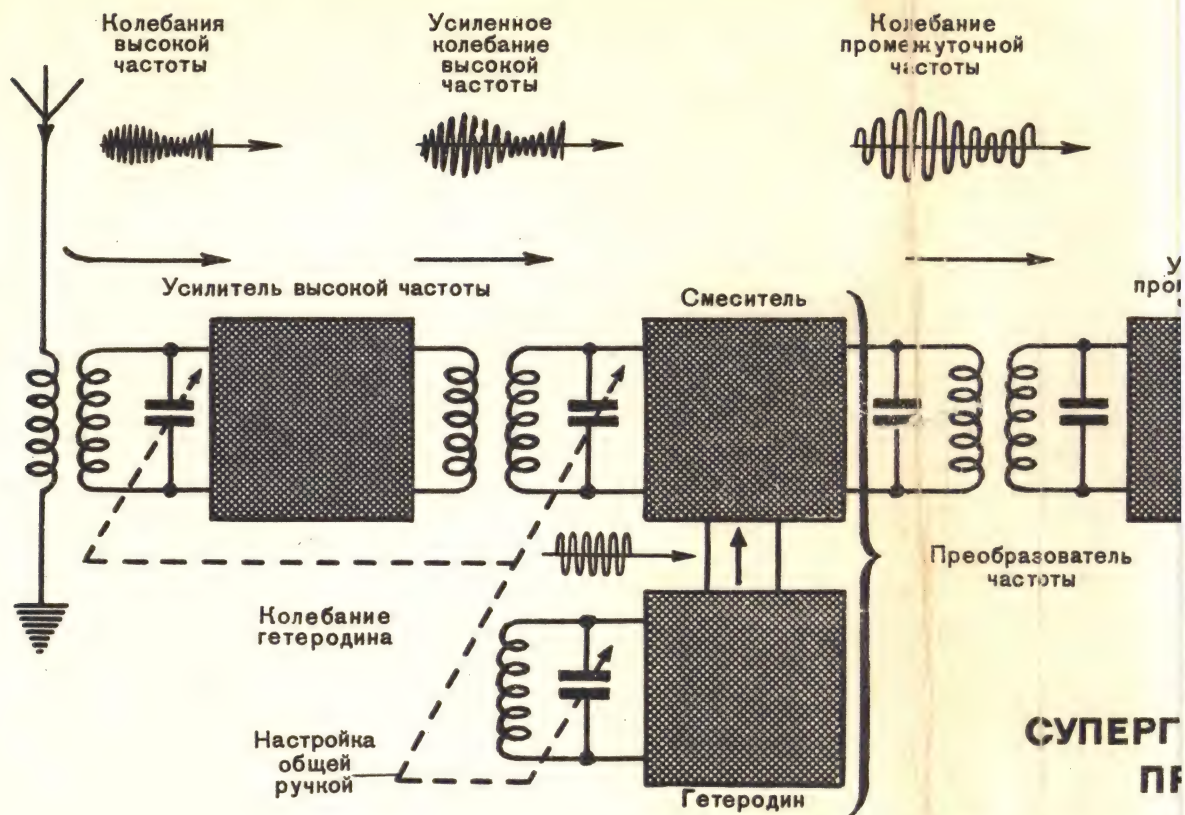 Колебания
высокой
частоты
Усиленное
колебание
высокой
частоты
Колебание
промежуточной
частоты
Усилитель высокой частоты
Смеситель
Преобразователь
частоты
Колебание
гетеродина
Настройка
общей
ручкой
Гетеродин